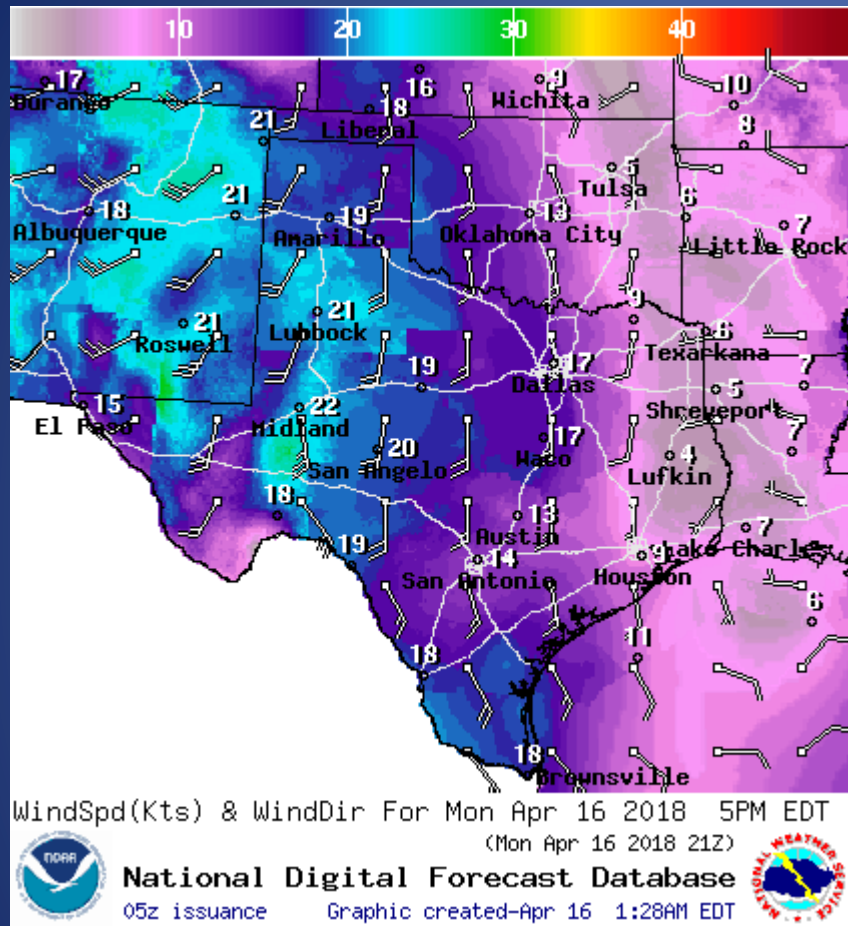 10 20 30 40
17 16 9
Durango Wichita 10
18
Liberal
21 8
5
Tulsa
18 21 19 13 6
Albuquerque Amarillo Oklahoma City 7
Little Rock
21 21 9
Roswell Lubbock 6
Texarkana
19 17 7
Dallas
15 22 5
El Paso Midland Shreveport
20 17 7
San Angelo Waco 4
Lufkin
18 13 7
Austin
19 14 9 Lake Charles
San Antonio Houston
6
18 11
18
Brownsville
WindSpd(Kts) & WindDir For Mon Apr 16 2018 5PM EDT
(Mon Apr 16 2018 21Z)
NOAA
National Digital Forecast Database
05z issuance Graphic created-Apr 16 1:28AM EDT
NATIONAL WEATHER SERVICE